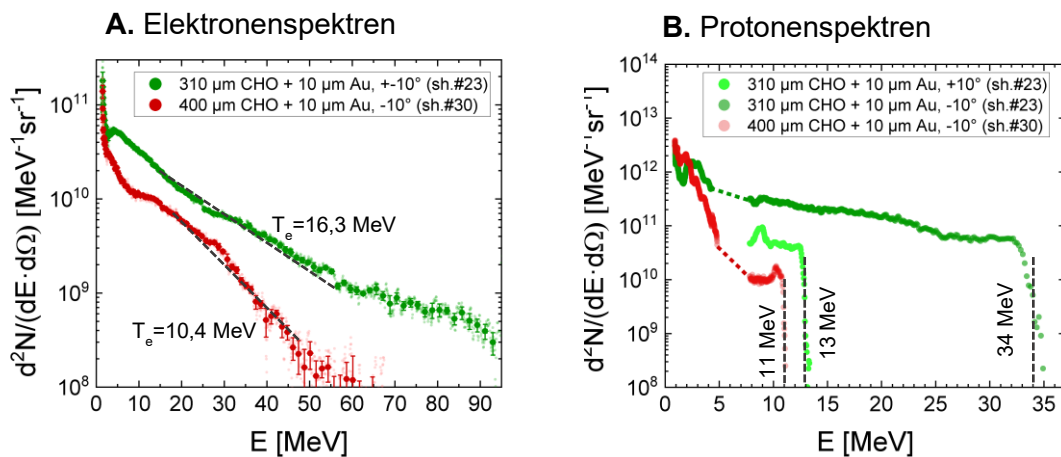 A. Elektronenspektren
310 µm CHO + 10 µm Au, +-10° (sh.#23)
400 µm CHO + 10 µm Au, -10° (sh.#30)
d²N/(dE·dΩ) [MeV⁻¹sr⁻¹]
10¹¹
10¹⁰
10⁹
10⁸
Tₑ=16,3 MeV
Tₑ=10,4 MeV
0 10 20 30 40 50 60 70 80 90
E [MeV]
B. Protonenspektren
310 µm CHO + 10 µm Au, +10° (sh.#23)
310 µm CHO + 10 µm Au, -10° (sh.#23)
400 µm CHO + 10 µm Au, -10° (sh.#30)
d²N/(dE·dΩ) [MeV⁻¹sr⁻¹]
10¹⁴
10¹³
10¹²
10¹¹
10¹⁰
10⁹
10⁸
11 MeV
13 MeV
34 MeV
0 5 10 15 20 25 30 35
E [MeV]